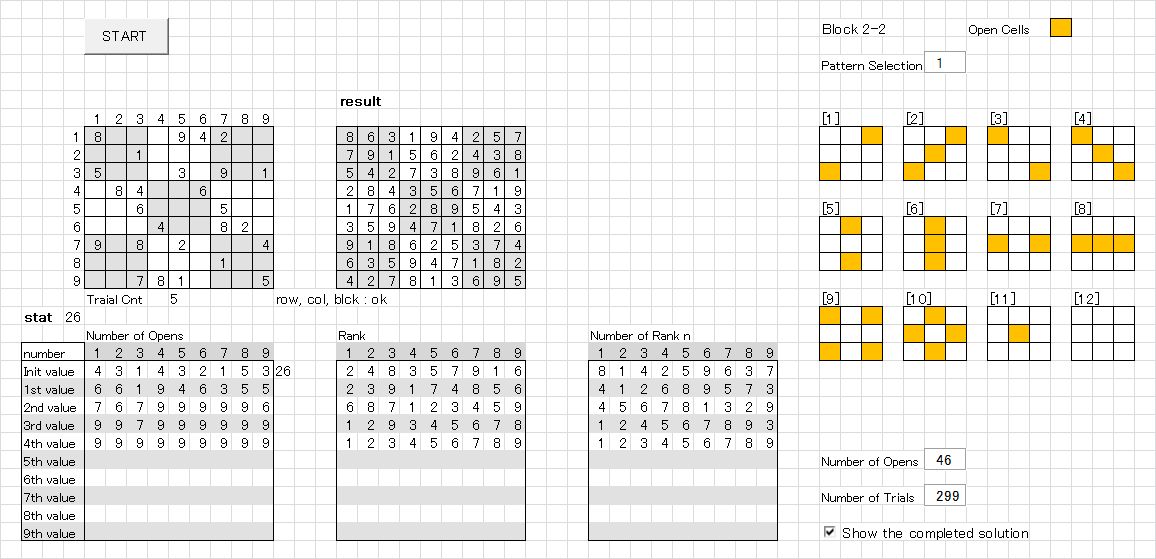 START
Block 2-2 Open Cells
Pattern Selection 1
result
1 2 3 4 5 6 7 8 9
1 8 9 4 2 8 6 3 1 9 4 2 5 7
2 1 7 9 1 5 6 2 4 3 8
3 5 3 9 1 5 4 2 7 3 8 9 6 1
4 8 4 6 2 8 4 3 5 6 7 1 9
5 6 5 1 7 6 2 8 9 5 4 3
6 4 8 2 3 5 9 4 7 1 8 2 6
7 9 8 2 4 9 1 8 6 2 5 3 7 4
8 1 6 3 5 9 4 7 1 8 2
9 7 8 1 5 4 2 7 8 1 3 6 9 5
[1] [2] [3] [4]
[5] [6] [7] [8]
[9] [10] [11] [12]
Traial Cnt 5 row, col, blck : ok
stat 26
Number of Opens Rank Number of Rank n
number 1 2 3 4 5 6 7 8 9 1 2 3 4 5 6 7 8 9 1 2 3 4 5 6 7 8 9
Init value 4 3 1 4 3 2 1 5 3 26 2 4 8 3 5 7 9 1 6 8 1 4 2 5 9 6 3 7
1st value 6 6 1 9 4 6 3 5 5 2 3 9 1 7 4 8 5 6 4 1 2 6 8 9 5 7 3
2nd value 7 6 7 9 9 9 9 9 6 6 8 7 1 2 3 4 5 9 4 5 6 7 8 1 3 2 9
3rd value 9 9 7 9 9 9 9 9 9 1 2 9 3 4 5 6 7 8 1 2 4 5 6 7 8 9 3
4th value 9 9 9 9 9 9 9 9 9 1 2 3 4 5 6 7 8 9 1 2 3 4 5 6 7 8 9
5th value
6th value
7th value
8th value
9th value
Number of Opens 46
Number of Trials 299
Show the completed solution